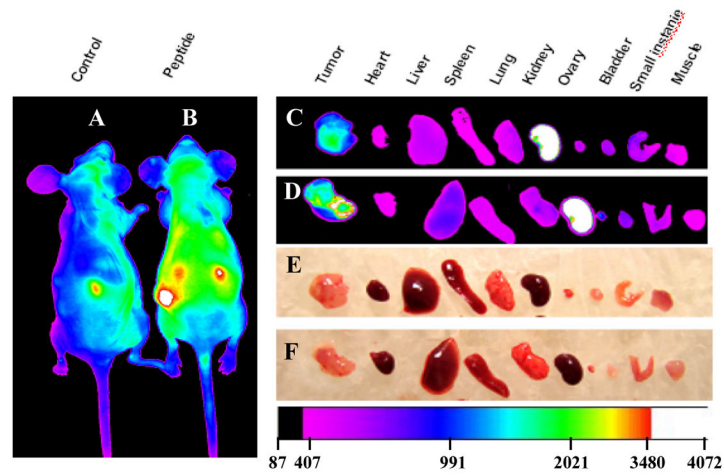 Control
Peptide
Tumor
Heart
Liver
Spleen
Lung
Kidney
Ovary
Bladder
Small instanie
Muscle
A
B
C
D
E
F
87 407 991 2021 3480 4072